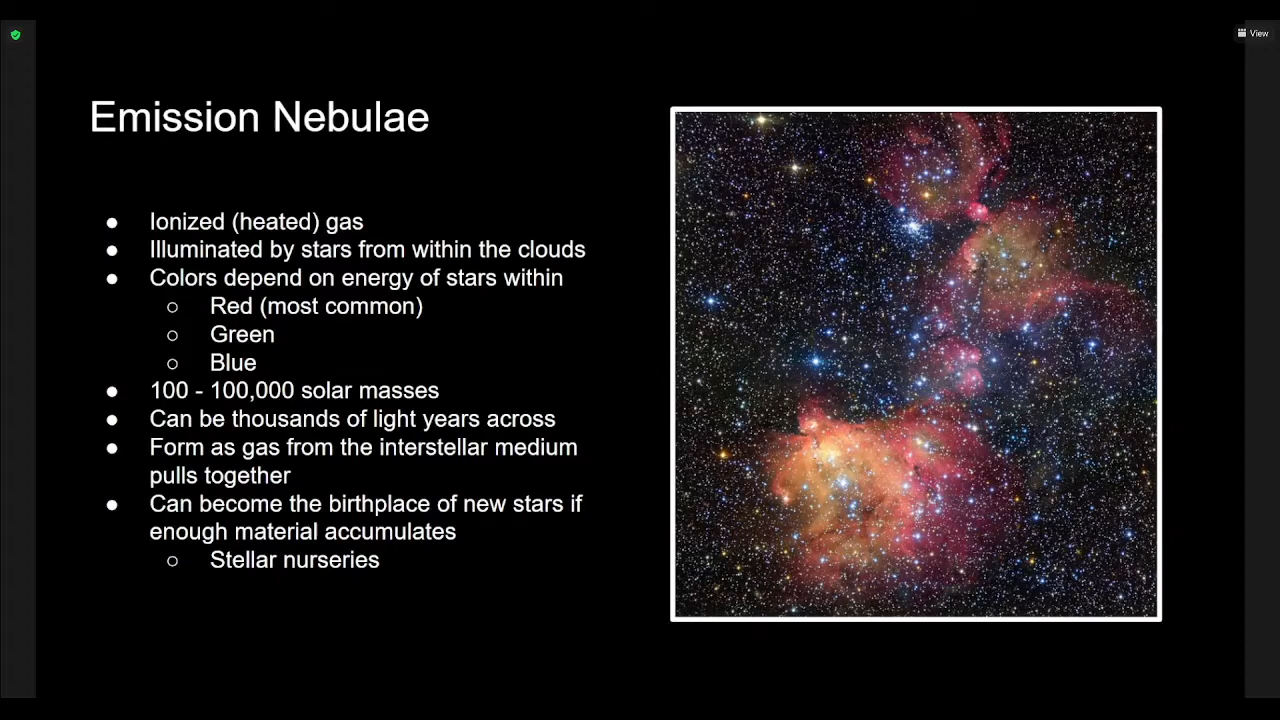 View
Emission Nebulae
● Ionized (heated) gas
● Illuminated by stars from within the clouds
● Colors depend on energy of stars within
○ Red (most common)
○ Green
○ Blue
● 100 - 100,000 solar masses
● Can be thousands of light years across
● Form as gas from the interstellar medium
pulls together
● Can become the birthplace of new stars if
enough material accumulates
○ Stellar nurseries